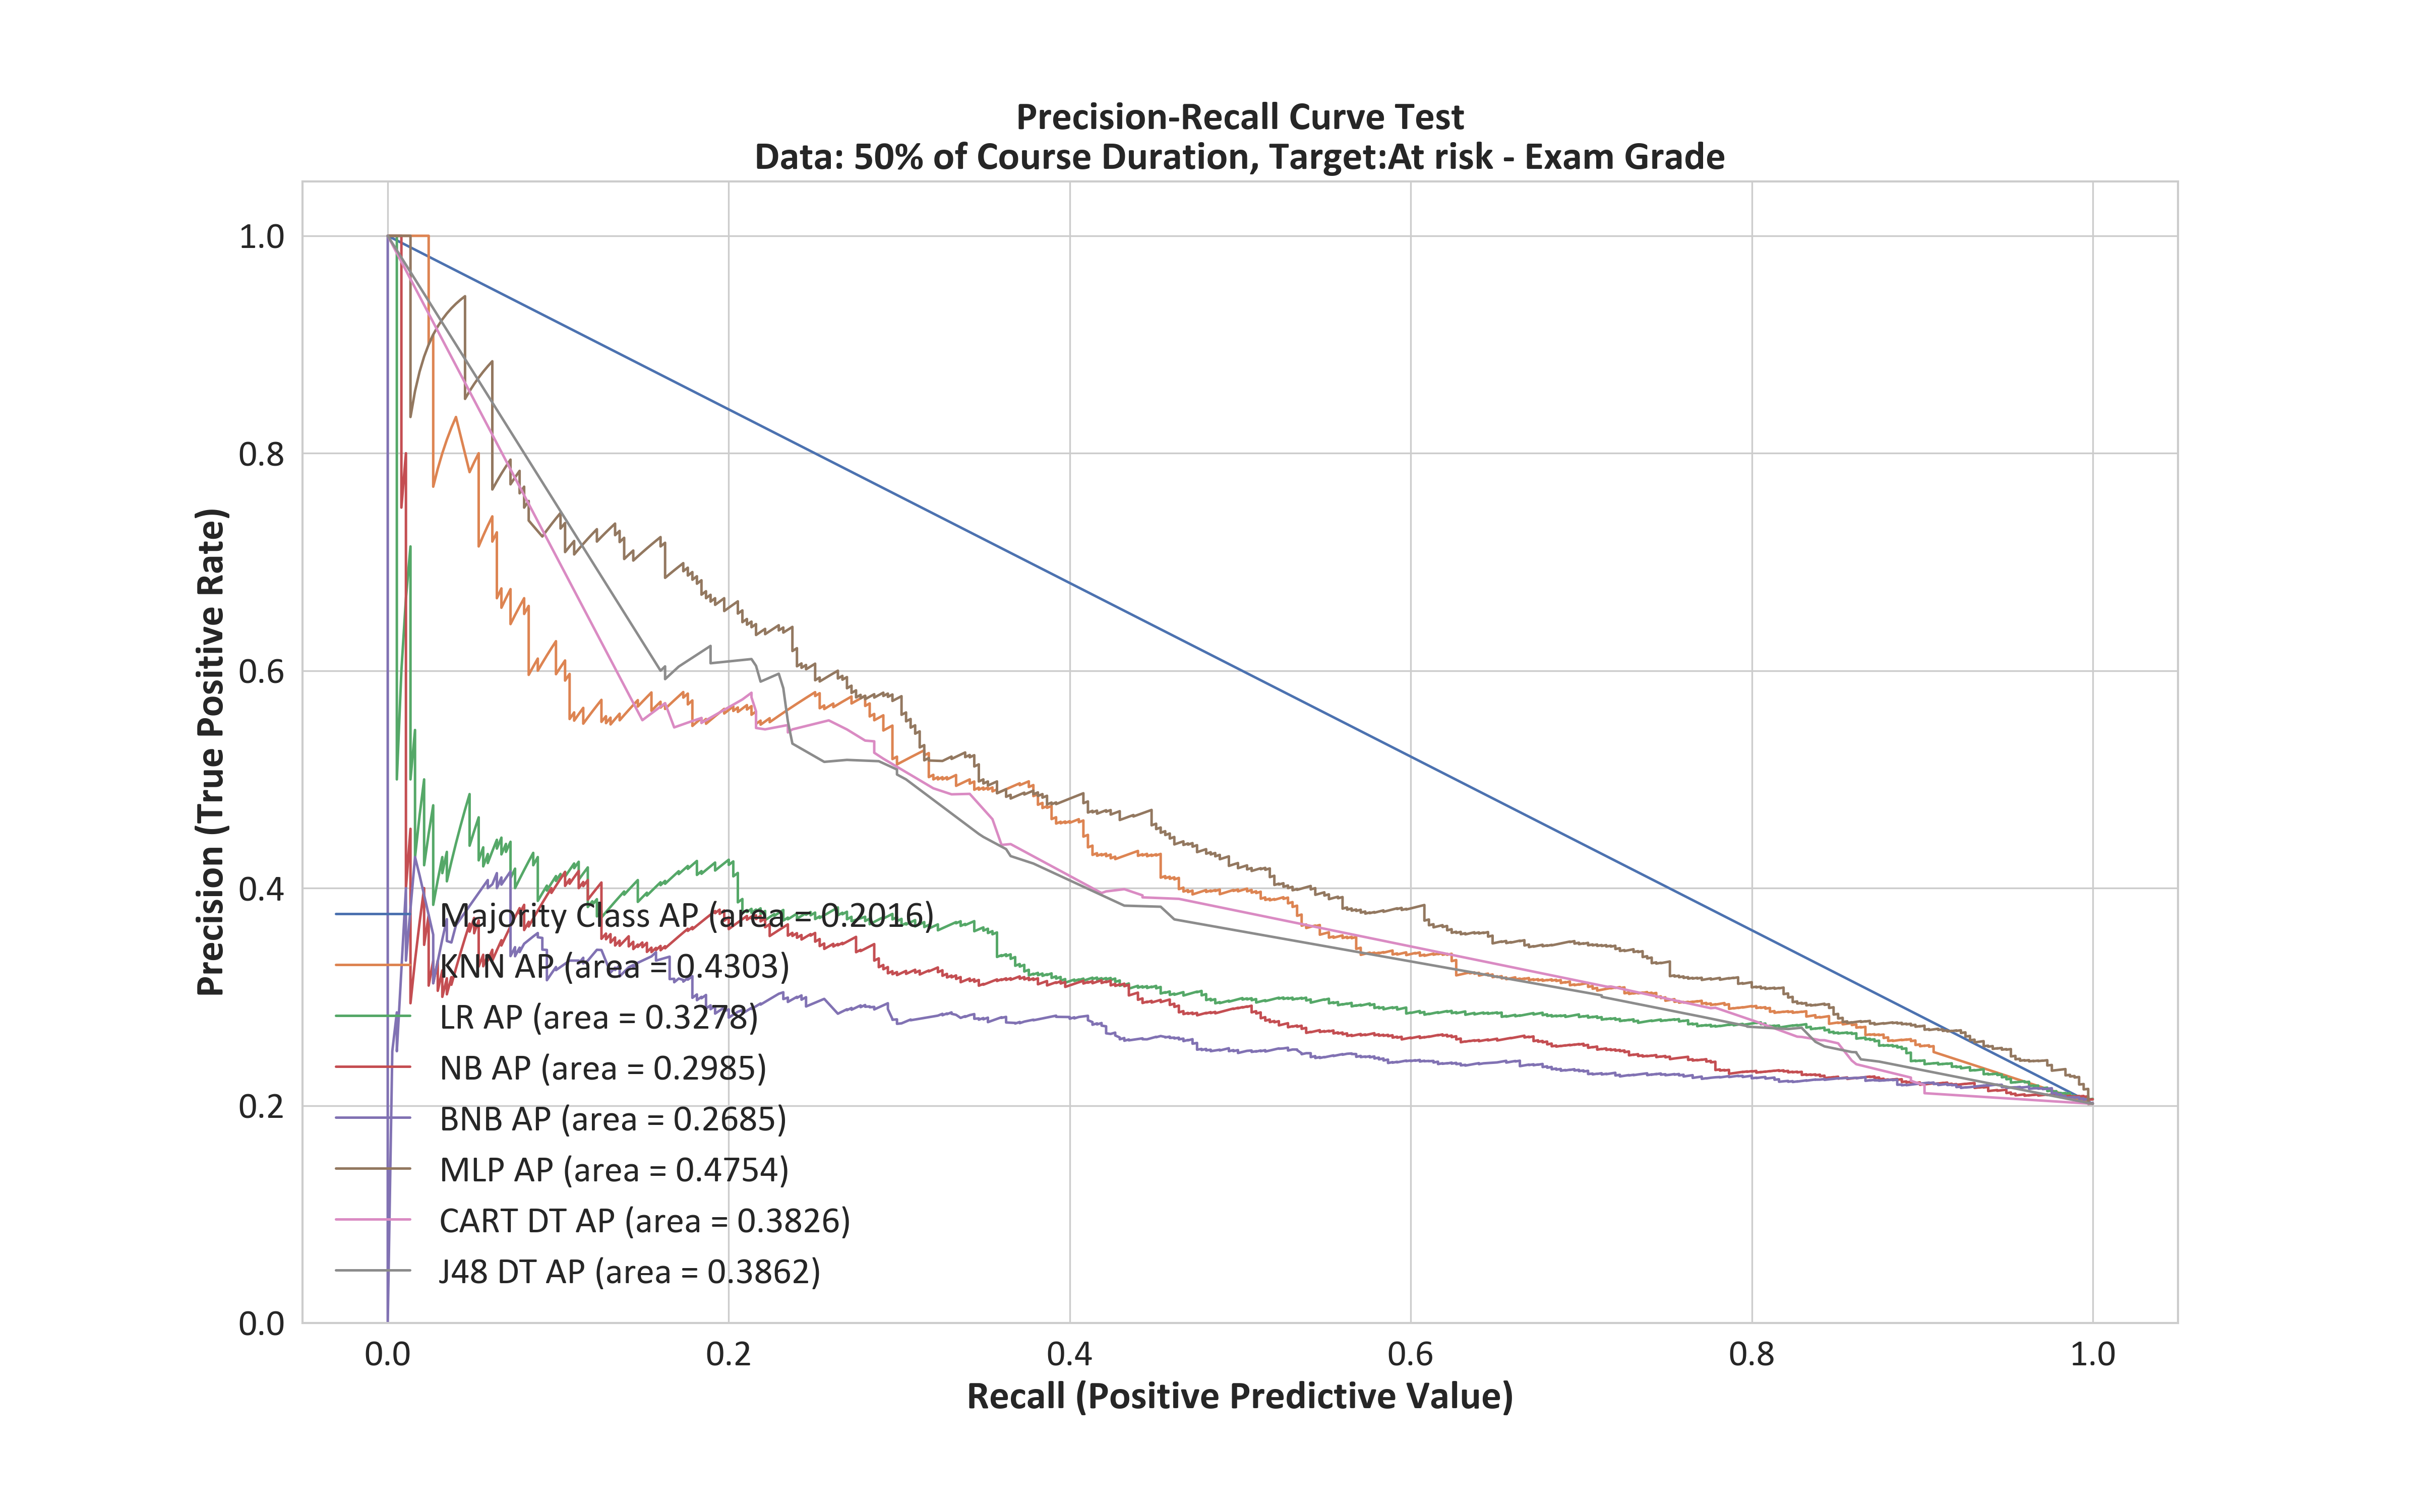 Precision-Recall Curve Test
Data: 50% of Course Duration, Target:At risk - Exam Grade
Precision (True Positive Rate)
1.0
0.8
0.6
0.4
0.2
0.0
Majority Class AP (area = 0.2016)
KNN AP (area = 0.4303)
LR AP (area = 0.3278)
NB AP (area = 0.2985)
BNB AP (area = 0.2685)
MLP AP (area = 0.4754)
CART DT AP (area = 0.3826)
J48 DT AP (area = 0.3862)
0.0 0.2 0.4 0.6 0.8 1.0
Recall (Positive Predictive Value)